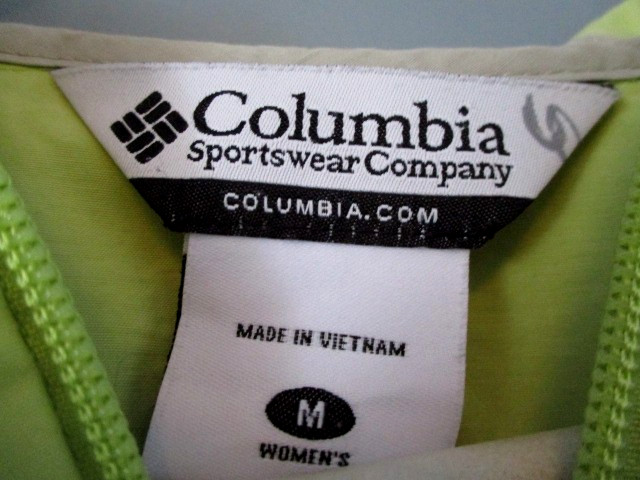 Columbia
Sportswear Company
COLUMBIA.COM
MADE IN VIETNAM
M
WOMEN'S